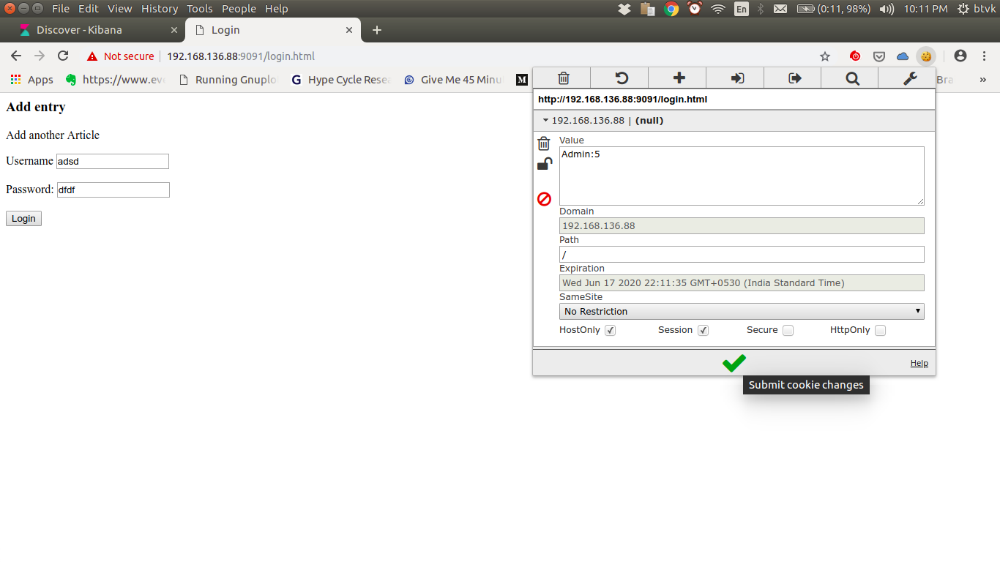 File Edit View History Tools People Help
En
(0:11, 98%)
10:11 PM
btvk
Discover - Kibana
Login
Not secure
192.168.136.88:9091/login.html
Apps
https://www.eve
Running Gnuplo
Hype Cycle Resea
Give Me 45 Minu
M
Bra
»
Add entry
Add another Article
Username adsd
Password: dfdf
Login
http://192.168.136.88:9091/login.html
192.168.136.88 | (null)
Value
Admin:5
Domain
192.168.136.88
Path
/
Expiration
Wed Jun 17 2020 22:11:35 GMT+0530 (India Standard Time)
SameSite
No Restriction
HostOnly Session Secure HttpOnly
Help
Submit cookie changes